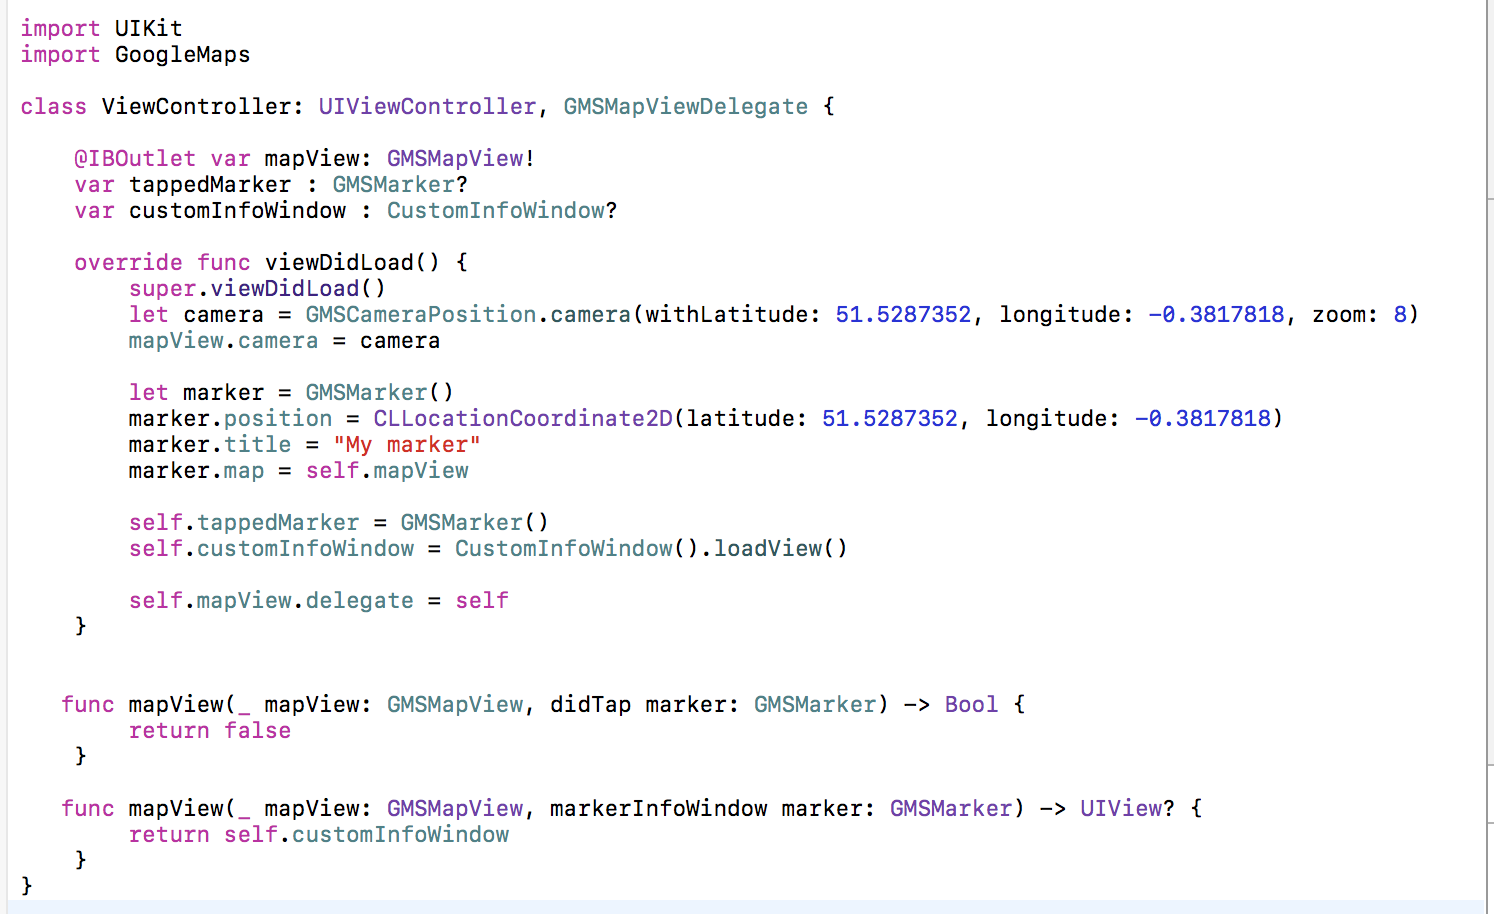 import UIKit
import GoogleMaps
class ViewController: UIViewController, GMSMapViewDelegate {
@IBOutlet var mapView: GMSMapView!
var tappedMarker : GMSMarker?
var customInfoWindow : CustomInfoWindow?
override func viewDidLoad() {
super.viewDidLoad()
let camera = GMSCameraPosition.camera(withLatitude: 51.5287352, longitude: -0.3817818, zoom: 8)
mapView.camera = camera
let marker = GMSMarker()
marker.position = CLLocationCoordinate2D(latitude: 51.5287352, longitude: -0.3817818)
marker.title = "My marker"
marker.map = self.mapView
self.tappedMarker = GMSMarker()
self.customInfoWindow = CustomInfoWindow().loadView()
self.mapView.delegate = self
}
func mapView(_ mapView: GMSMapView, didTap marker: GMSMarker) -> Bool {
return false
}
func mapView(_ mapView: GMSMapView, markerInfoWindow marker: GMSMarker) -> UIView? {
return self.customInfoWindow
}
}